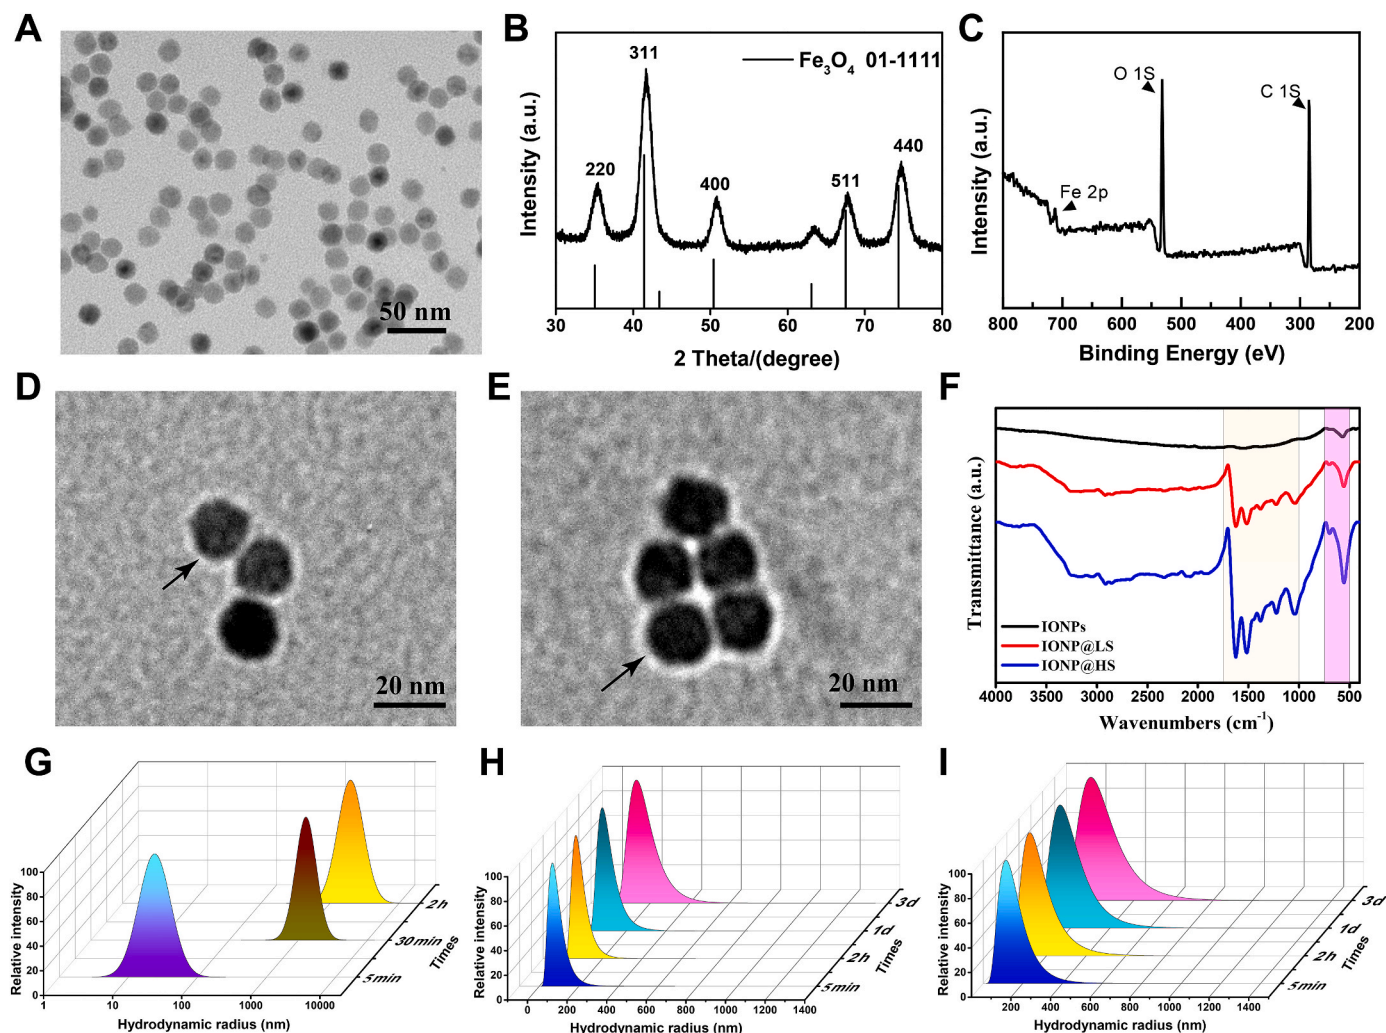 A
50 nm
B
Intensity (a.u.)
220
311
400
511
440
Fe₃O₄ 01-1111
30 40 50 60 70 80
2 Theta/(degree)
C
Intensity (a.u.)
O 1S
C 1S
Fe 2p
800 700 600 500 400 300 200
Binding Energy (eV)
D
20 nm
E
20 nm
F
Transmittance (a.u.)
IONPs
IONP@LS
IONP@HS
4000 3500 3000 2500 2000 1500 1000 500
Wavenumbers (cm⁻¹)
G
Relative intensity
100
80
60
40
20
0
1 10 100 1000 10000
Hydrodynamic radius (nm)
5min
30min
2h
Times
H
Relative intensity
100
80
60
40
20
0
0 200 400 600 800 1000 1200 1400
Hydrodynamic radius (nm)
5min
2h
1d
3d
Times
I
Relative intensity
100
80
60
40
20
0
200 400 600 800 1000 1200 1400
Hydrodynamic radius (nm)
5min
2h
1d
3d
Times